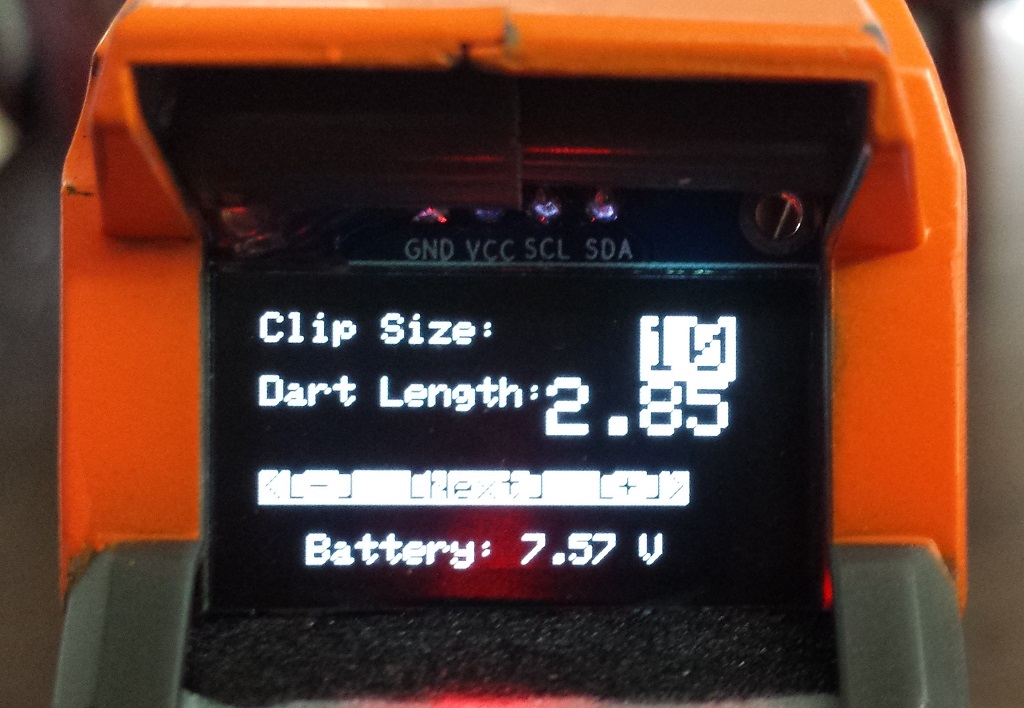 GND VCC SCL SDA
Clip Size: 10
Dart Length: 2.85
<[-] [Next] [+]>
Battery: 7.57 V